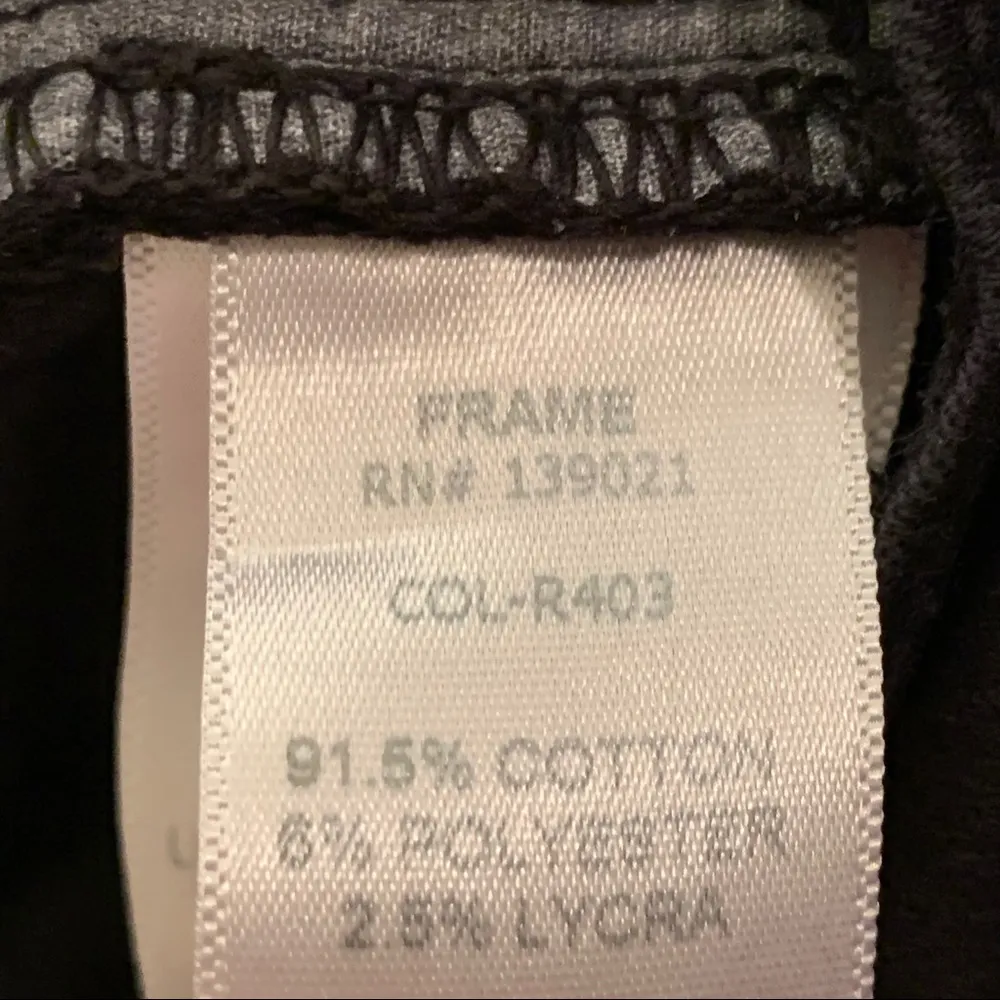 FRAME
RN# 139021
COL-R403
91.5% COTTON
6% POLYESTER
2.5% LYCRA